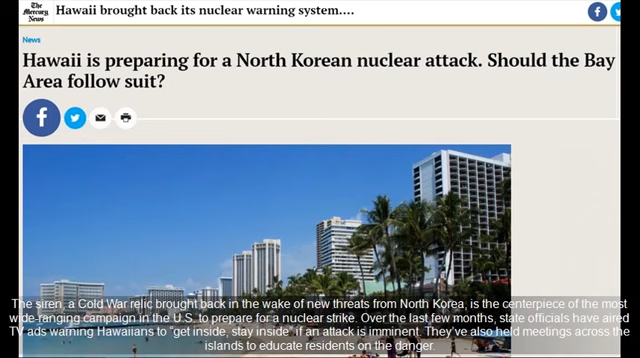 The
Mercury
News
Hawaii brought back its nuclear warning system....
News
Hawaii is preparing for a North Korean nuclear attack. Should the Bay
Area follow suit?
The siren, a Cold War relic brought back in the wake of new threats from North Korea, is the centerpiece of the most
wide-ranging campaign in the U.S. to prepare for a nuclear strike. Over the last few months, state officials have aired
TV ads warning Hawaiians to "get inside, stay inside" if an attack is imminent. They've also held meetings across the
islands to educate residents on the danger.